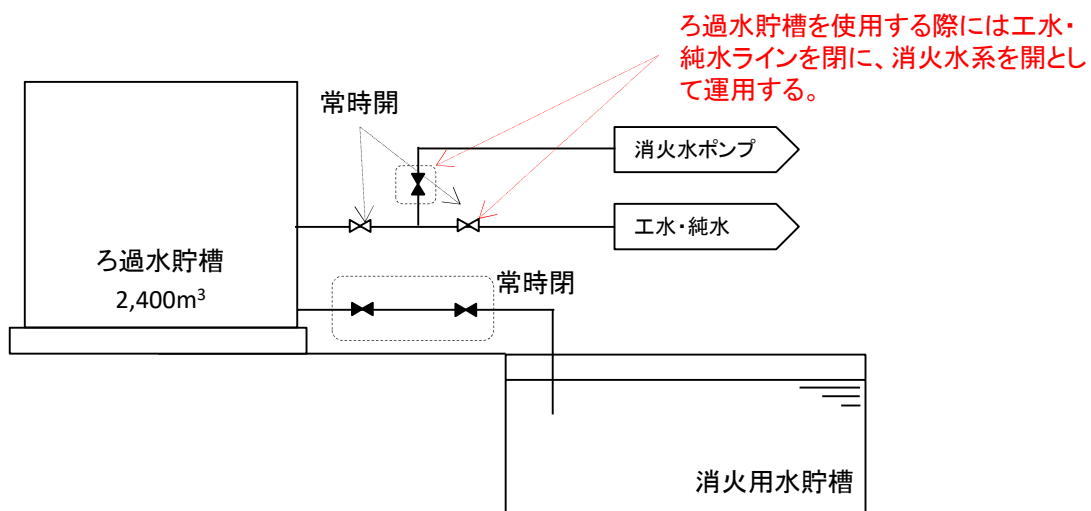 ろ過水貯槽を使用する際には工水・
純水ラインを閉に、消火水系を開とし
て運用する。
常時開
消火水ポンプ
工水・純水
ろ過水貯槽
2,400m³
常時閉
消火用水貯槽